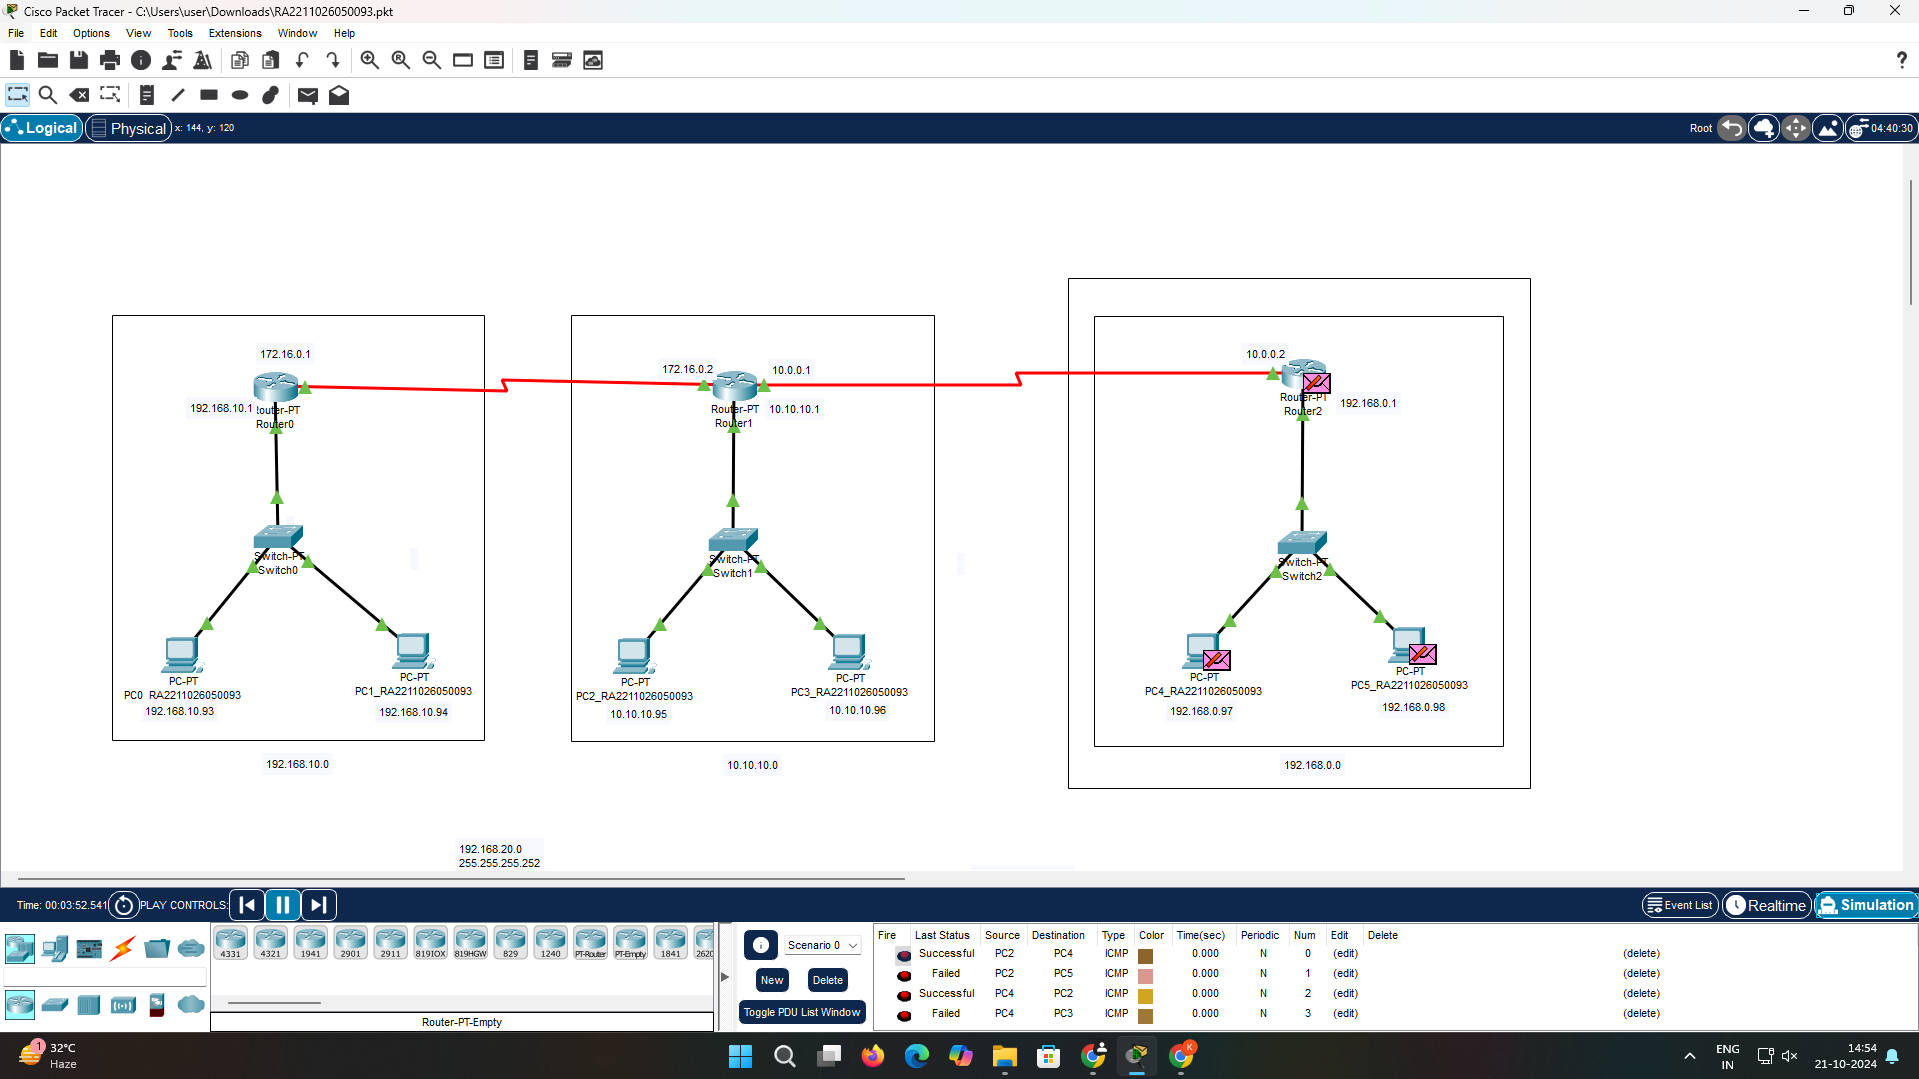 Cisco Packet Tracer - C:\Users\user\Downloads\RA2211026050093.pkt
File Edit Options View Tools Extensions Window Help
Logical Physical x: 144, y: 120
Root 04:40:30
172.16.0.1
192.168.10.1
Router-PT
Router0
Switch-PT
Switch0
PC-PT
PC0_RA2211026050093
192.168.10.93
PC-PT
PC1_RA2211026050093
192.168.10.94
192.168.10.0
172.16.0.2
10.0.0.1
Router-PT
Router1
10.10.10.1
Switch-PT
Switch1
PC-PT
PC2_RA2211026050093
10.10.10.95
PC-PT
PC3_RA2211026050093
10.10.10.96
10.10.10.0
10.0.0.2
Router-PT
Router2
192.168.0.1
Switch-PT
Switch2
PC-PT
PC4_RA2211026050093
192.168.0.97
PC-PT
PC5_RA2211026050093
192.168.0.98
192.168.0.0
192.168.20.0
255.255.255.252
Time: 00:03:52.541 PLAY CONTROLS:
Event List Realtime Simulation
4331 4321 1941 2901 2911 819IOX 819HGW 829 1240 PT-Router PT-Empty 1841 2620
Router-PT-Empty
Scenario 0
New Delete
Toggle PDU List Window
Fire Last Status Source Destination Type Color Time(sec) Periodic Num Edit Delete
Successful PC2 PC4 ICMP 0.000 N 0 (edit) (delete)
Failed PC2 PC5 ICMP 0.000 N 1 (edit) (delete)
Successful PC4 PC2 ICMP 0.000 N 2 (edit) (delete)
Failed PC4 PC3 ICMP 0.000 N 3 (edit) (delete)
1
32°C
Haze
K
ENG
IN
14:54
21-10-2024